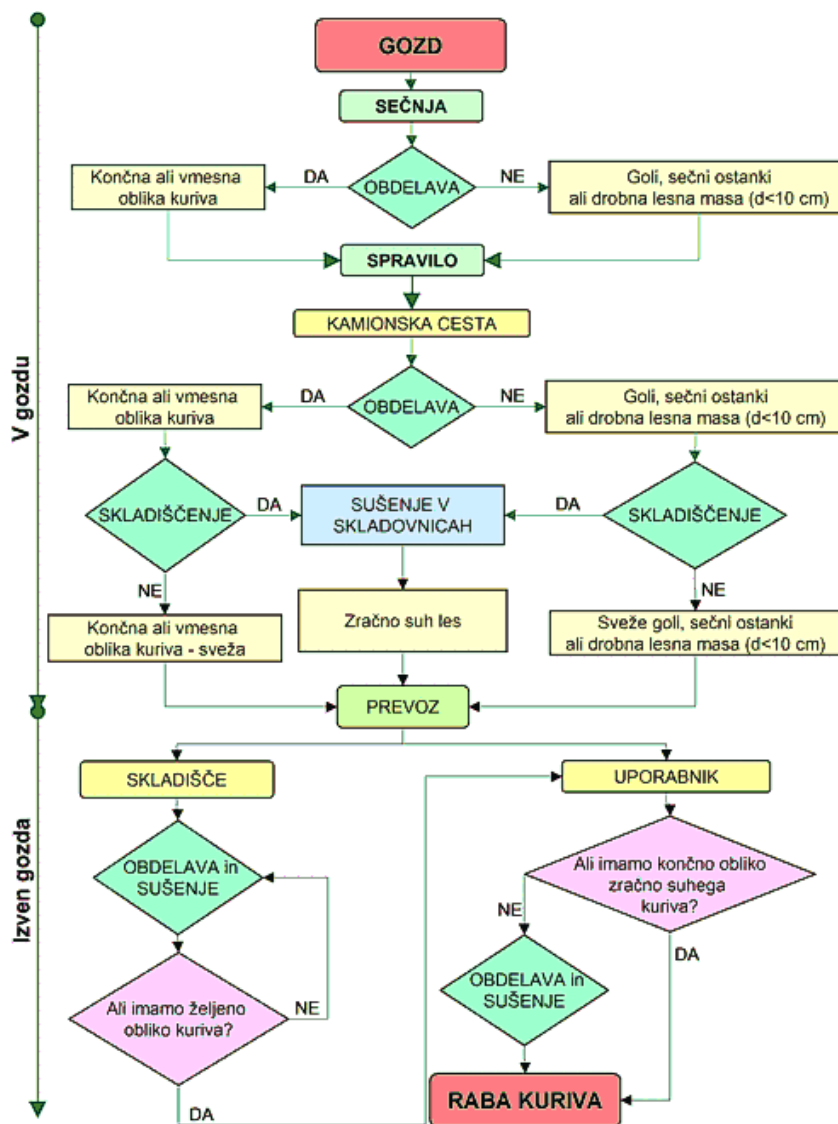 GOZD
SEČNJA
OBDELAVA
DA
NE
Končna ali vmesna
oblika kuriva
Goli, sečni ostanki
ali drobna lesna masa (d<10 cm)
SPRAVILO
KAMIONSKA CESTA
OBDELAVA
DA
NE
Končna ali vmesna
oblika kuriva
Goli, sečni ostanki
ali drobna lesna masa (d<10 cm)
V gozdu
SKLADIŠČENJE
DA
SUŠENJE V
SKLADOVNICAH
DA
SKLADIŠČENJE
NE
NE
Končna ali vmesna
oblika kuriva - sveža
Zračno suh les
Sveže goli, sečni ostanki
ali drobna lesna masa (d<10 cm)
PREVOZ
Izven gozda
SKLADIŠČE
UPORABNIK
OBDELAVA in
SUŠENJE
Ali imamo končno obliko
zračno suhega
kuriva?
NE
DA
OBDELAVA in
SUŠENJE
Ali imamo željeno
obliko kuriva?
NE
DA
RABA KURIVA